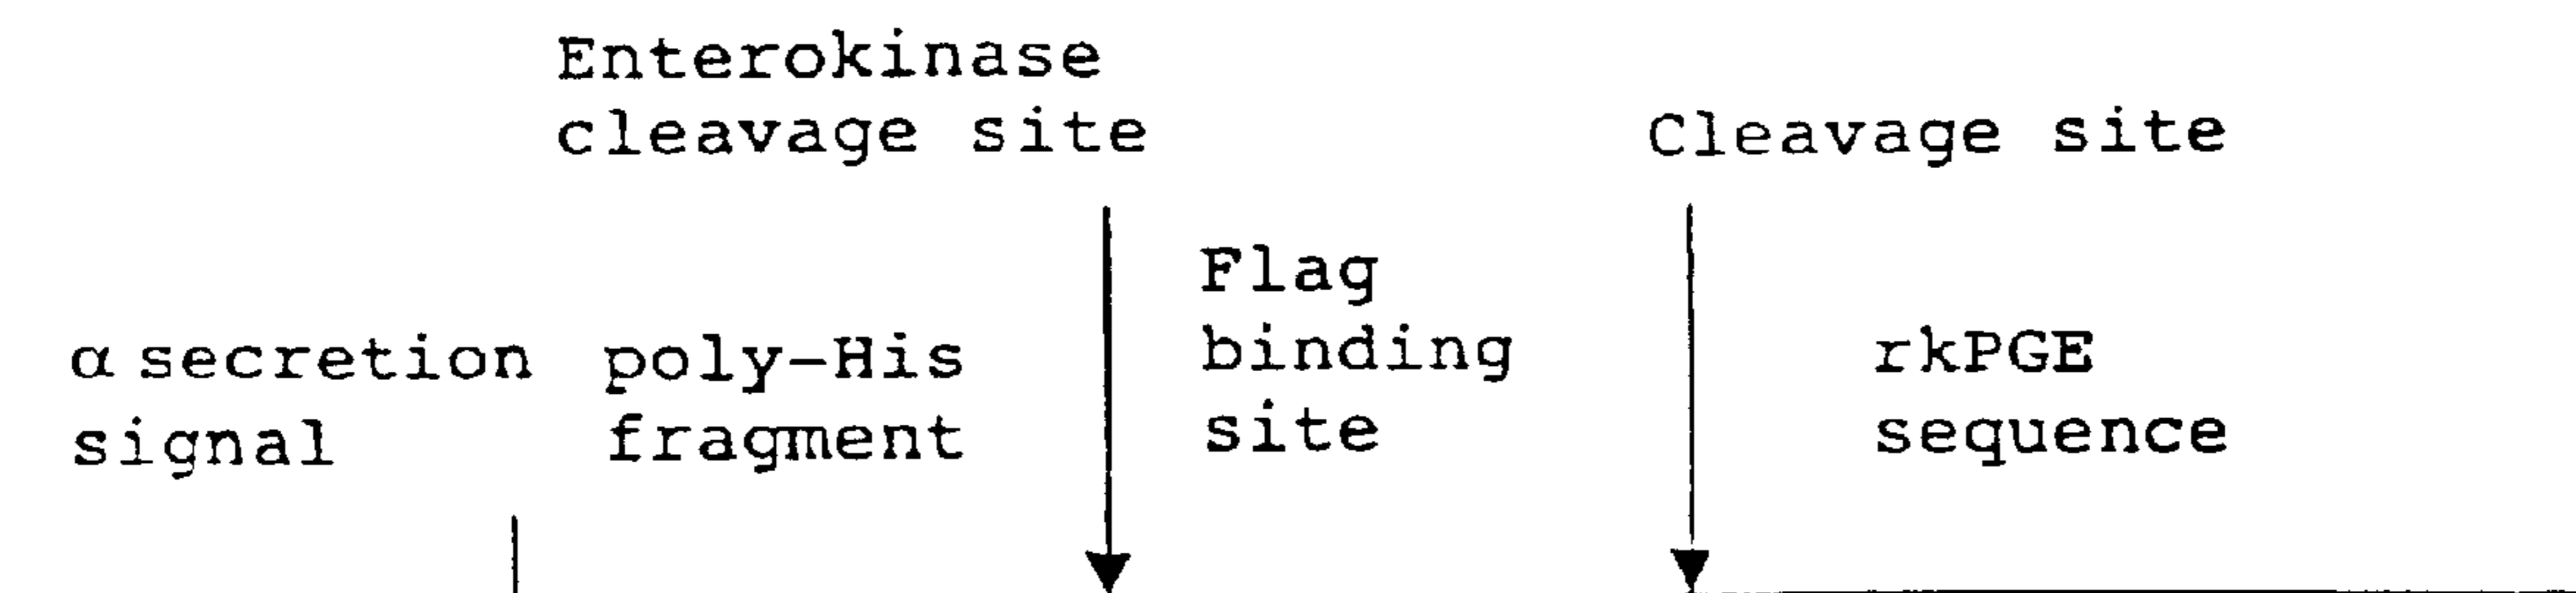 Enterokinase
cleavage site
Cleavage site
Flag
binding
site
α secretion
signal
poly-His
fragment
rkPGE
sequence